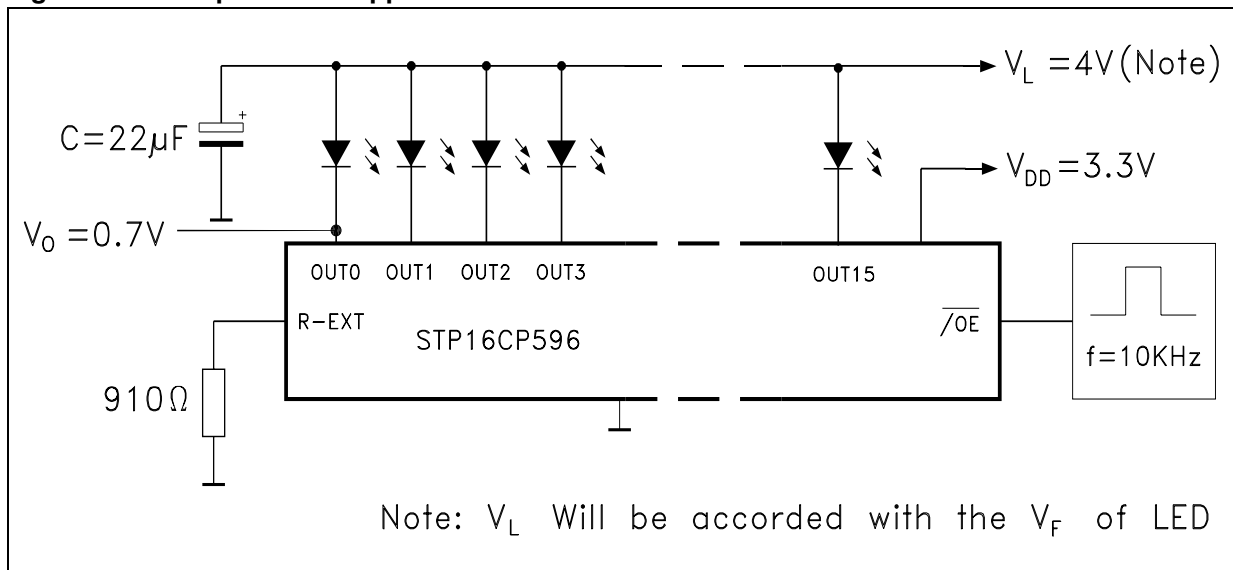 V_L =4V(Note)
C=22µF
+
V_DD =3.3V
V_O =0.7V
OUT0 OUT1 OUT2 OUT3 OUT15
R-EXT
/OE
STP16CP596
f=10KHz
910Ω
Note: V_L Will be accorded with the V_F of LED